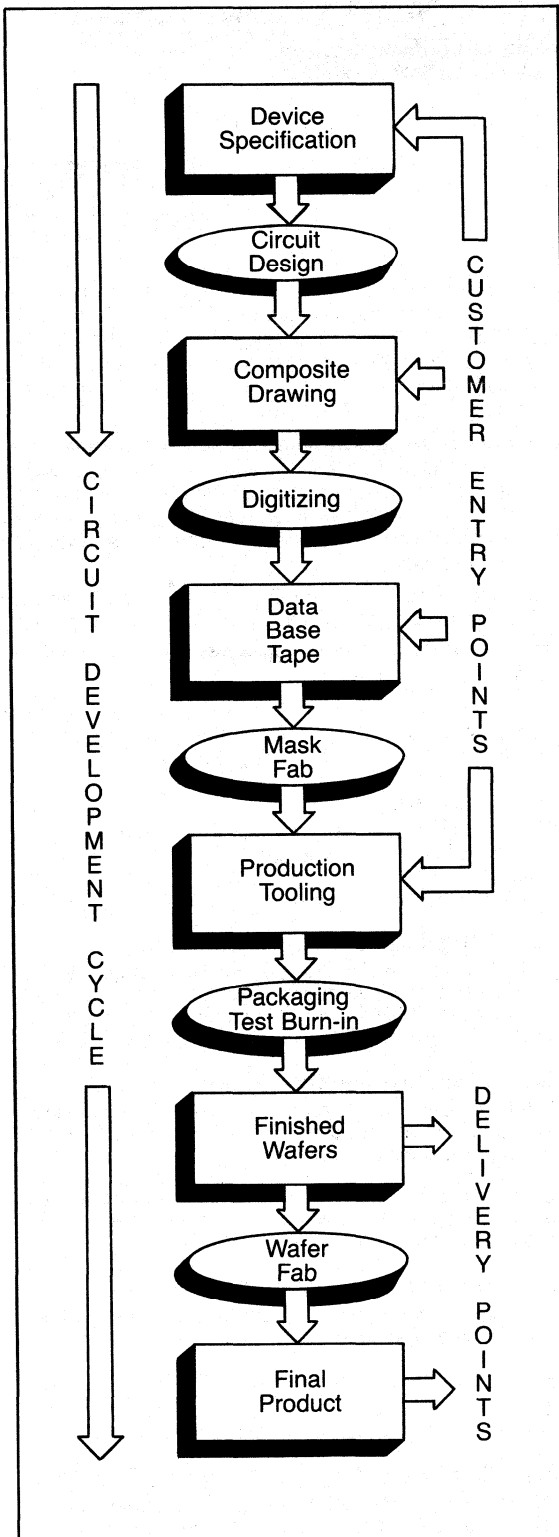 Device
Specification
Circuit
Design
Composite
Drawing
Digitizing
Data
Base
Tape
Mask
Fab
Production
Tooling
Packaging
Test Burn-in
Finished
Wafers
Wafer
Fab
Final
Product
CIRCUIT DEVELOPMENT CYCLE
CUSTOMER ENTRY POINTS
DELIVERY POINTS